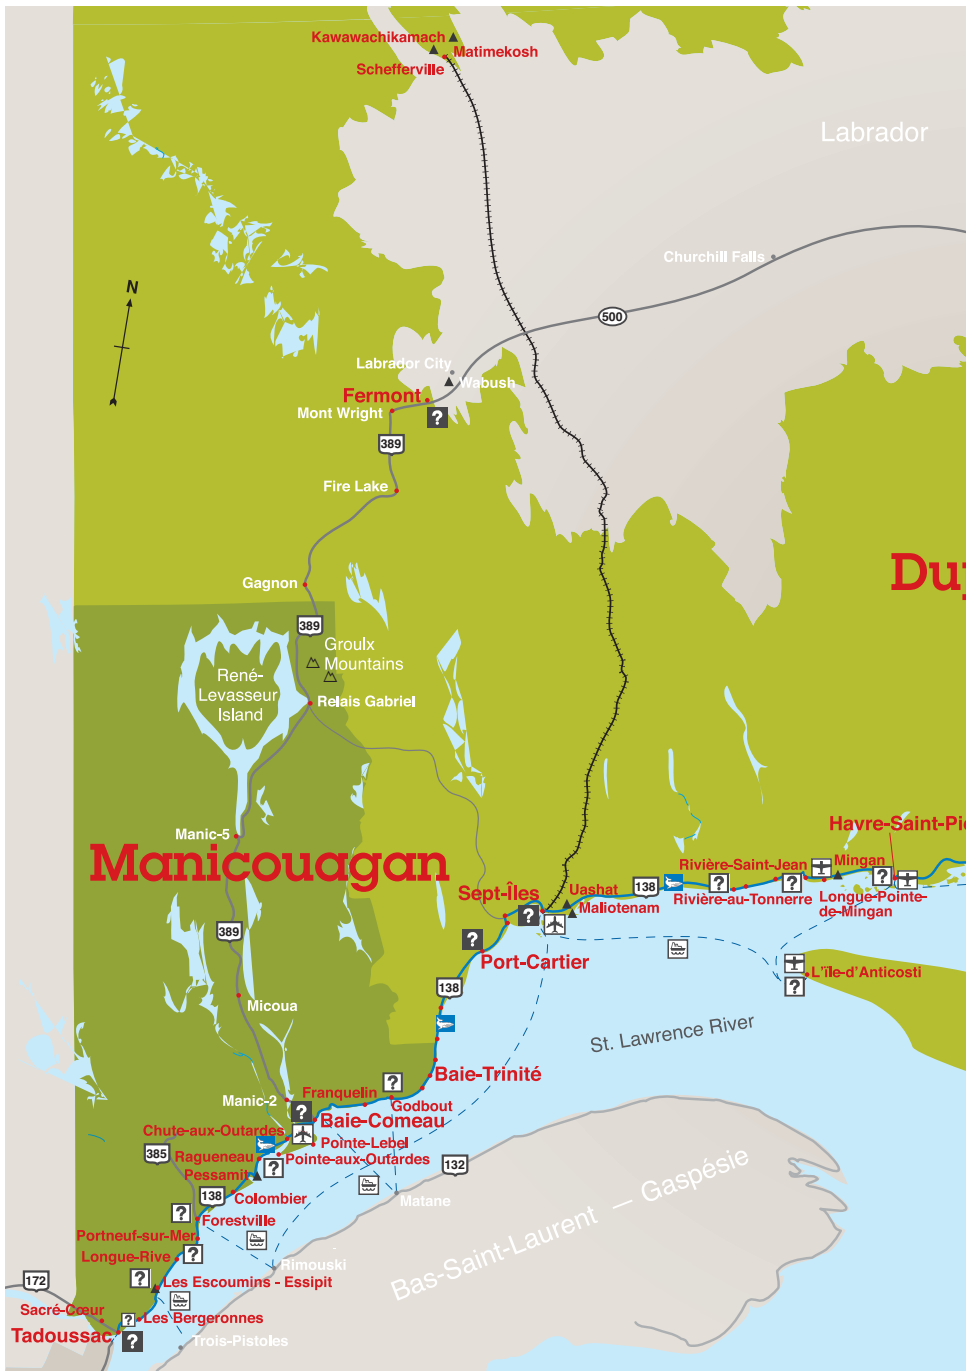 Kawawachikamach
Matimekosh
Schefferville
Labrador
Churchill Falls
N
500
Labrador City
Wabush
Fermont
?
Mont Wright
389
Fire Lake
Gagnon
Du
389
Groulx
Mountains
René-
Levasseur
Island
Relais Gabriel
Manic-5
Manicouagan
Havre-Saint-Pi
Rivière-Saint-Jean
Mingan
?
?
?
Sept-Îles
Uashat
138
Rivière-au-Tonnerre
Longue-Pointe-
de-Mingan
Maliotenam
?
389
?
Port-Cartier
L'île-d'Anticosti
?
138
Micoua
St. Lawrence River
Baie-Trinité
?
Franquelin
Godbout
Manic-2
?
Baie-Comeau
Chute-aux-Outardes
Pointe-Lebel
385
Ragueneau
?
Pointe-aux-Outardes
132
Pessamit
138
Colombier
Matane
?
Forestville
Bas-Saint-Laurent — Gaspésie
Portneuf-sur-Mer
Longue-Rive
?
Rimouski
172
?
Les Escoumins - Essipit
Sacré-Cœur
?
Les Bergeronnes
Tadoussac
?
Trois-Pistoles